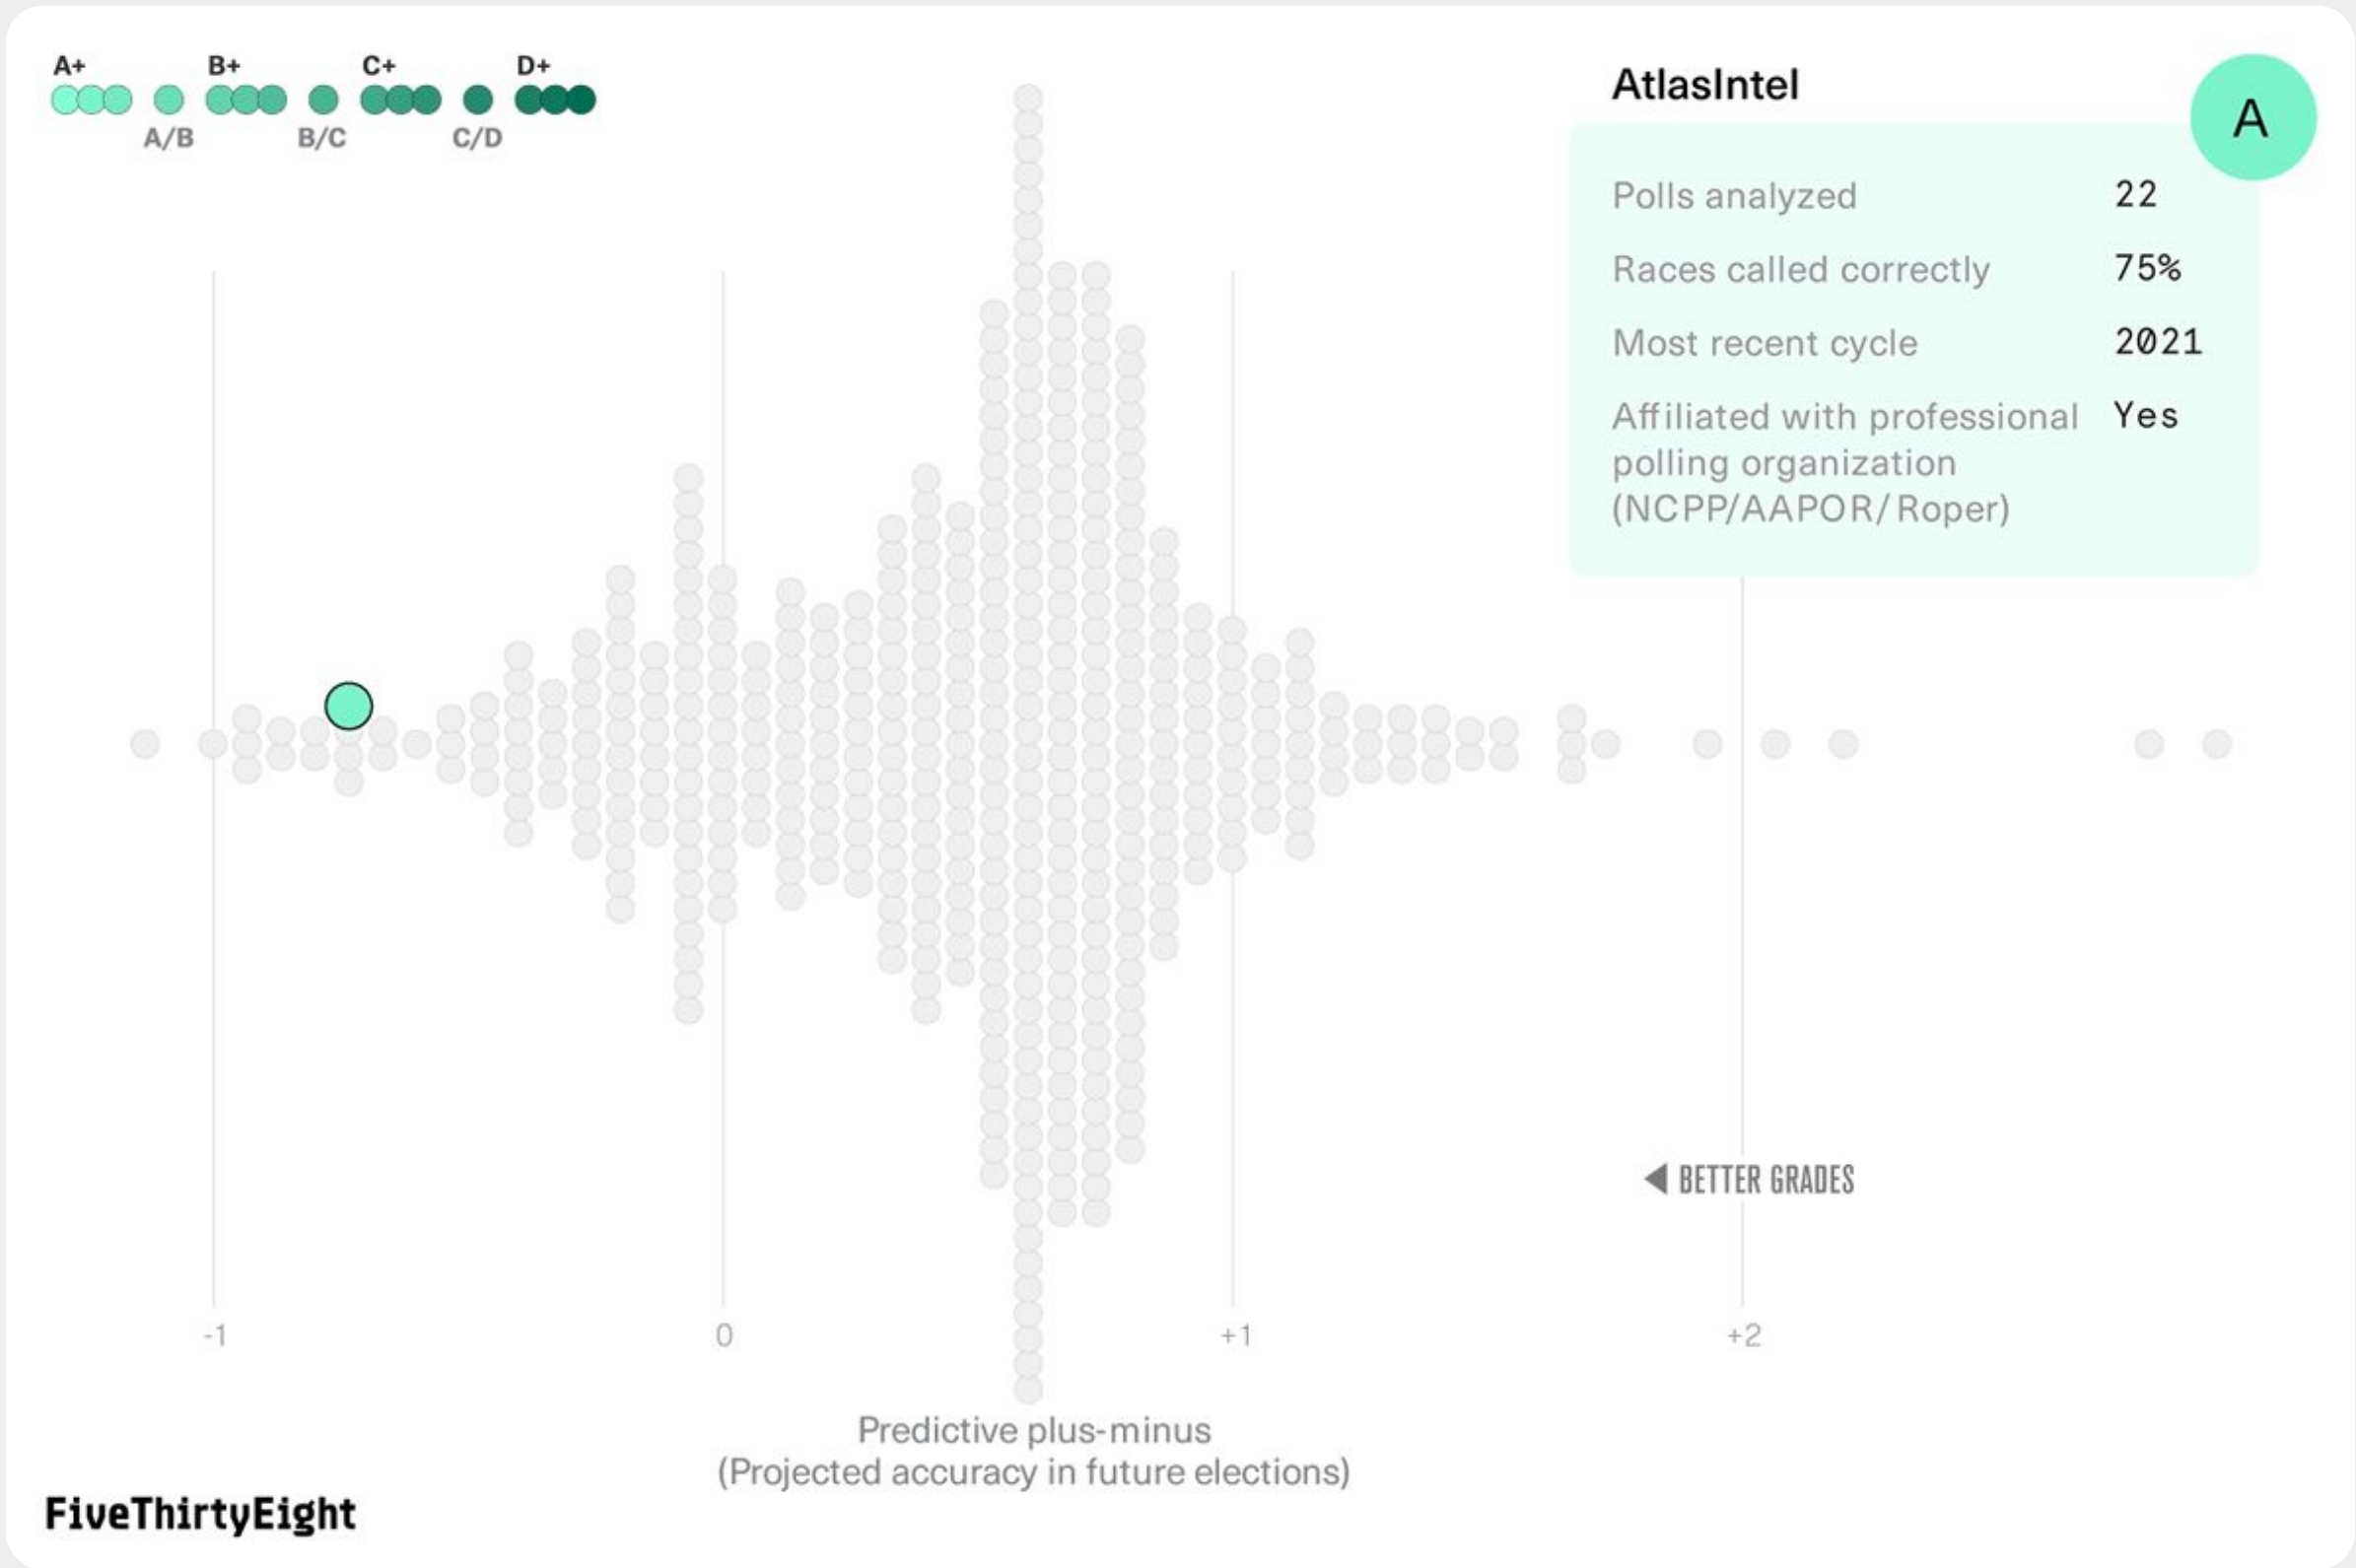 A+ B+ C+ D+
A/B B/C C/D
AtlasIntel
A
Polls analyzed 22
Races called correctly 75%
Most recent cycle 2021
Affiliated with professional Yes
polling organization
(NCPP/AAPOR/Roper)
BETTER GRADES
-1 0 +1 +2
Predictive plus-minus
(Projected accuracy in future elections)
FiveThirtyEight